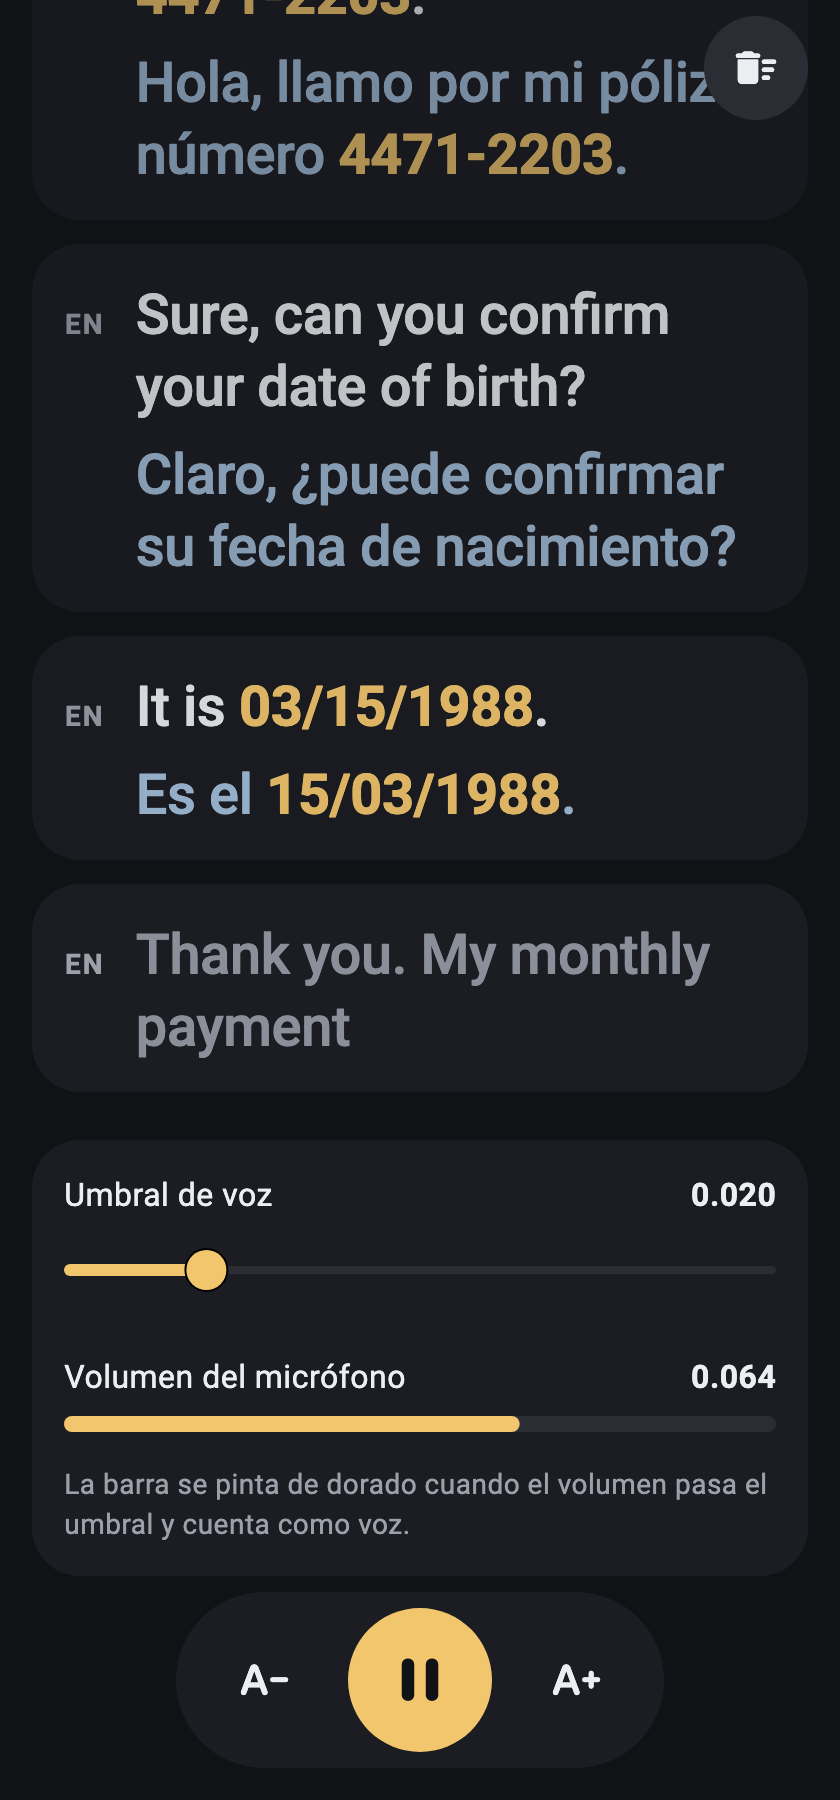 4471-2203.
Hola, llamo por mi
número 4471-2203.
EN
Sure, can you confirm
your date of birth?
Claro, ¿puede confirmar
su fecha de nacimiento?
EN
It is 03/15/1988.
Es el 15/03/1988.
EN
Thank you. My monthly
payment
Umbral de voz 0.020
Volumen del micrófono 0.064
La barra se pinta de dorado cuando el volumen pasa el
umbral y cuenta como voz.
A− A+